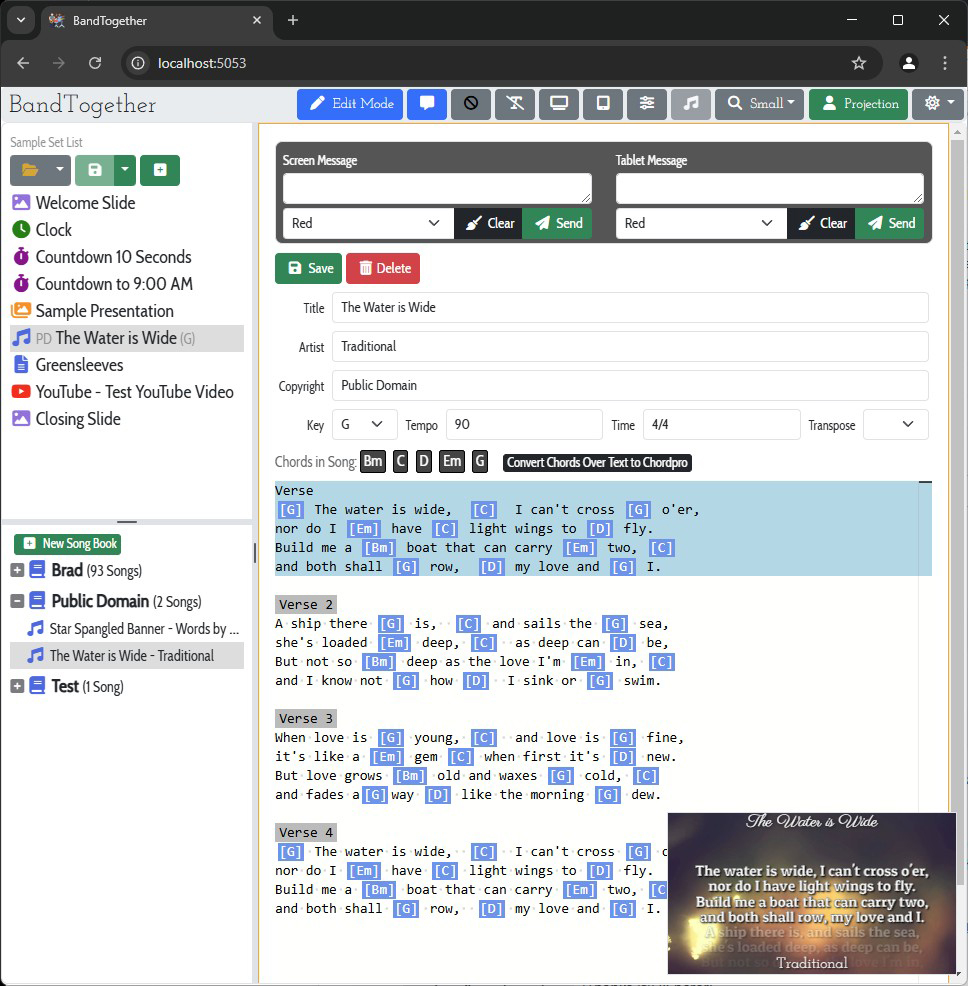 BandTogether
localhost:5053
BandTogether
Edit Mode
Small
Projection
Sample Set List
Welcome Slide
Clock
Countdown 10 Seconds
Countdown to 9:00 AM
Sample Presentation
PD The Water is Wide (G)
Greensleeves
YouTube - Test YouTube Video
Closing Slide
New Song Book
Brad (93 Songs)
Public Domain (2 Songs)
Star Spangled Banner - Words by ...
The Water is Wide - Traditional
Test (1 Song)
Screen Message
Tablet Message
Red
Clear
Send
Red
Clear
Send
Save
Delete
Title The Water is Wide
Artist Traditional
Copyright Public Domain
Key G Tempo 90 Time 4/4 Transpose
Chords in Song: Bm C D Em G Convert Chords Over Text to Chordpro
Verse
[G] The water is wide, [C] I can't cross [G] o'er,
nor do I [Em] have [C] light wings to [D] fly.
Build me a [Bm] boat that can carry [Em] two, [C]
and both shall [G] row, [D] my love and [G] I.
Verse 2
A ship there [G] is, [C] and sails the [G] sea,
she's loaded [Em] deep, [C] as deep can [D] be,
But not so [Bm] deep as the love I'm [Em] in, [C]
and I know not [G] how [D] I sink or [G] swim.
Verse 3
When love is [G] young, [C] and love is [G] fine,
it's like a [Em] gem [C] when first it's [D] new.
But love grows [Bm] old and waxes [G] cold, [C]
and fades a[G]way [D] like the morning [G] dew.
Verse 4
[G] The water is wide, [C] I can't cross [G]
nor do I [Em] have [C] light wings to [D] fly.
Build me a [Bm] boat that can carry [Em] two, [C
and both shall [G] row, [D] my love and [G] I.
The Water is Wide
The water is wide, I can't cross o'er,
nor do I have light wings to fly.
Build me a boat that can carry two,
and both shall row, my love and I.
A ship there is, and sails the sea,
she's loaded deep, as deep can be,
Traditional